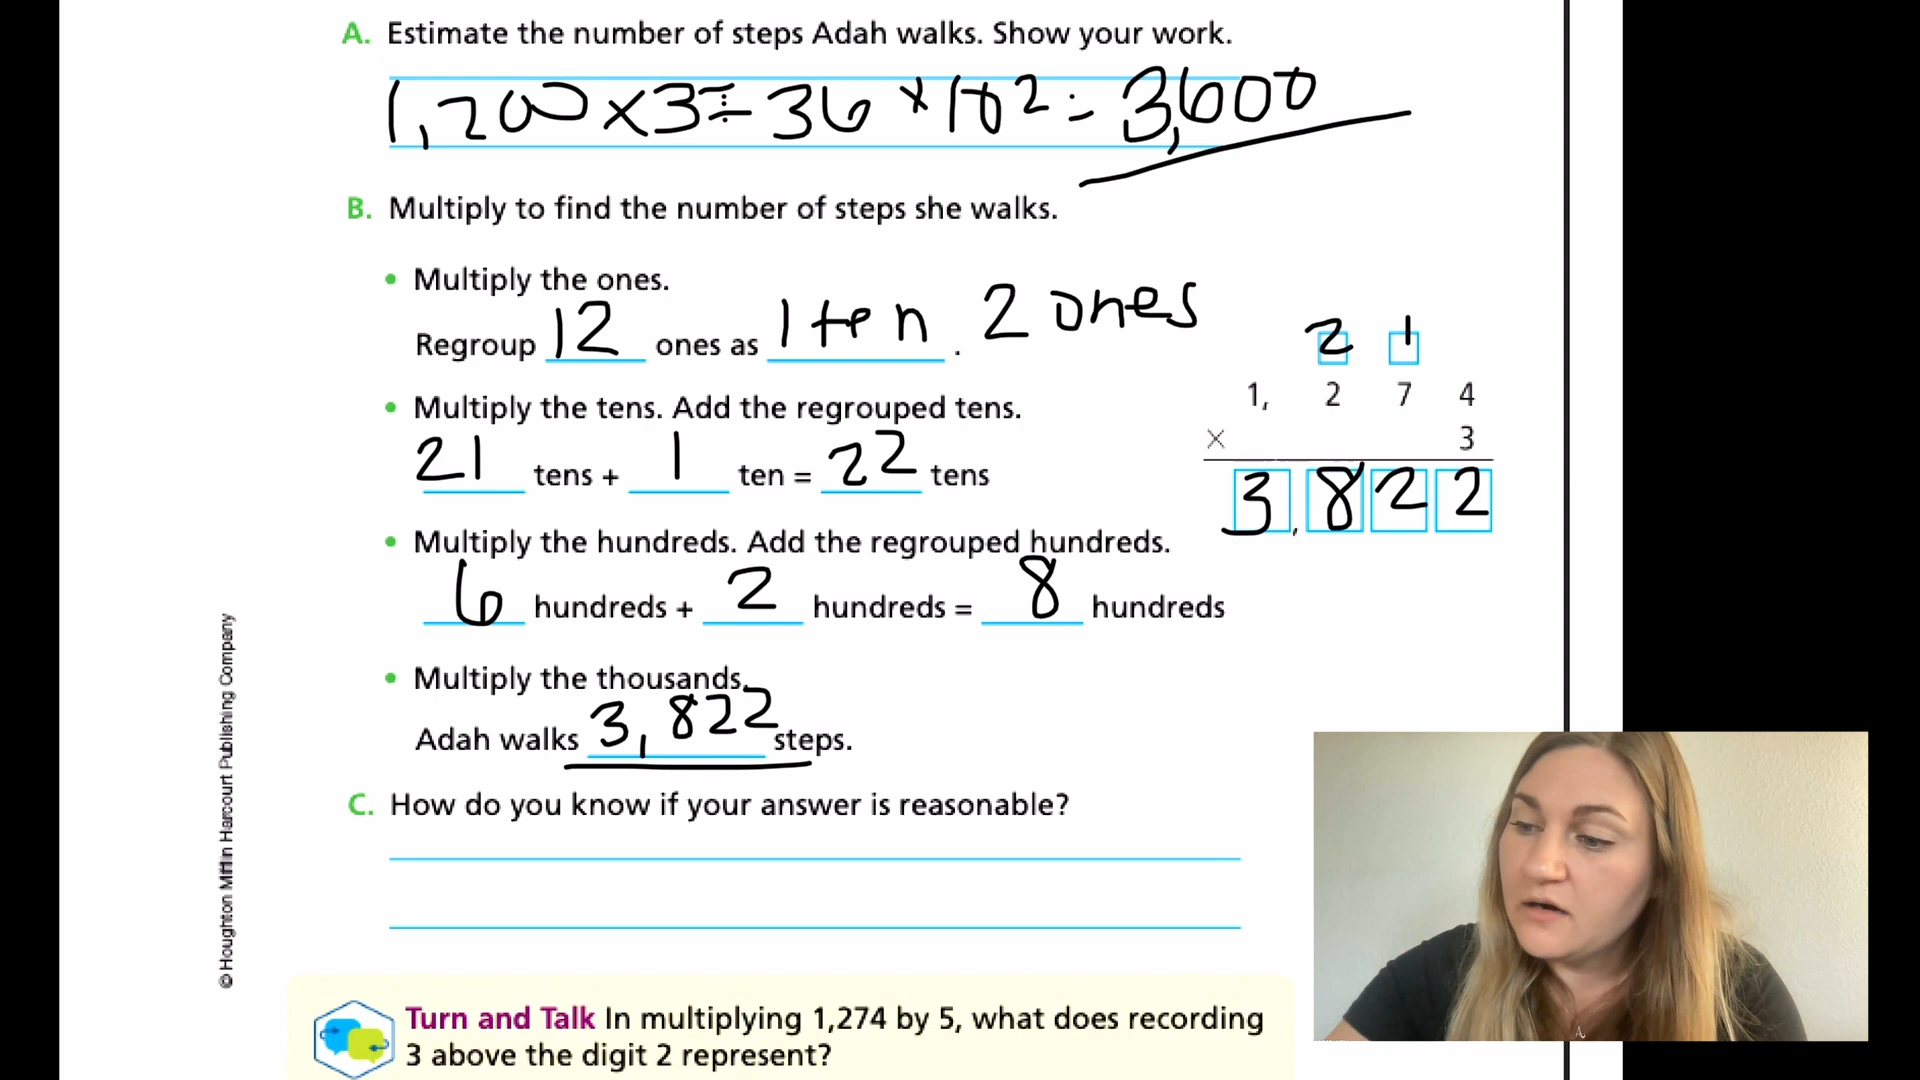 A. Estimate the number of steps Adah walks. Show your work.
1,200 × 3 = 36 × 10² = 3,600
B. Multiply to find the number of steps she walks.
• Multiply the ones.
Regroup 12 ones as 1 ten . 2 ones
• Multiply the tens. Add the regrouped tens.
21 tens + 1 ten = 22 tens
• Multiply the hundreds. Add the regrouped hundreds.
6 hundreds + 2 hundreds = 8 hundreds
• Multiply the thousands.
Adah walks 3,822 steps.
2 1
1, 2 7 4
× 3
3,822
C. How do you know if your answer is reasonable?
Turn and Talk In multiplying 1,274 by 5, what does recording
3 above the digit 2 represent?
© Houghton Mifflin Harcourt Publishing Company